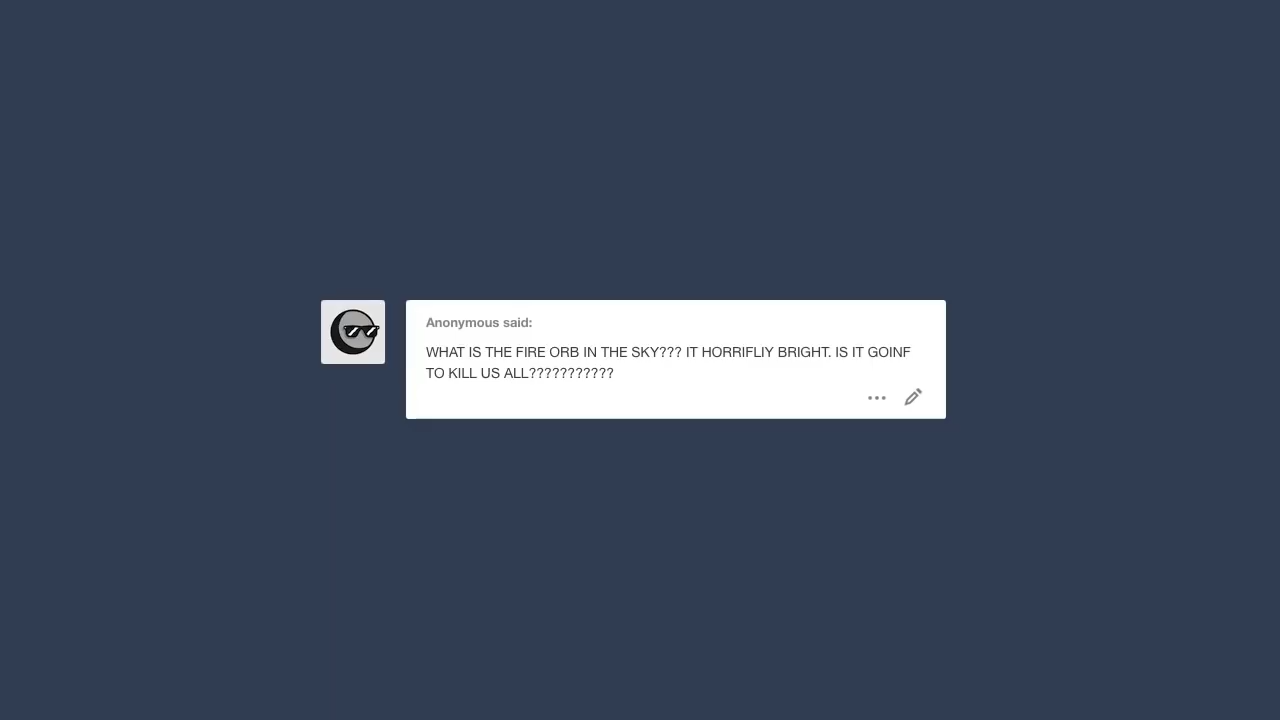 Anonymous said:
WHAT IS THE FIRE ORB IN THE SKY??? IT HORRIFLIY BRIGHT. IS IT GOINF
TO KILL US ALL???????????